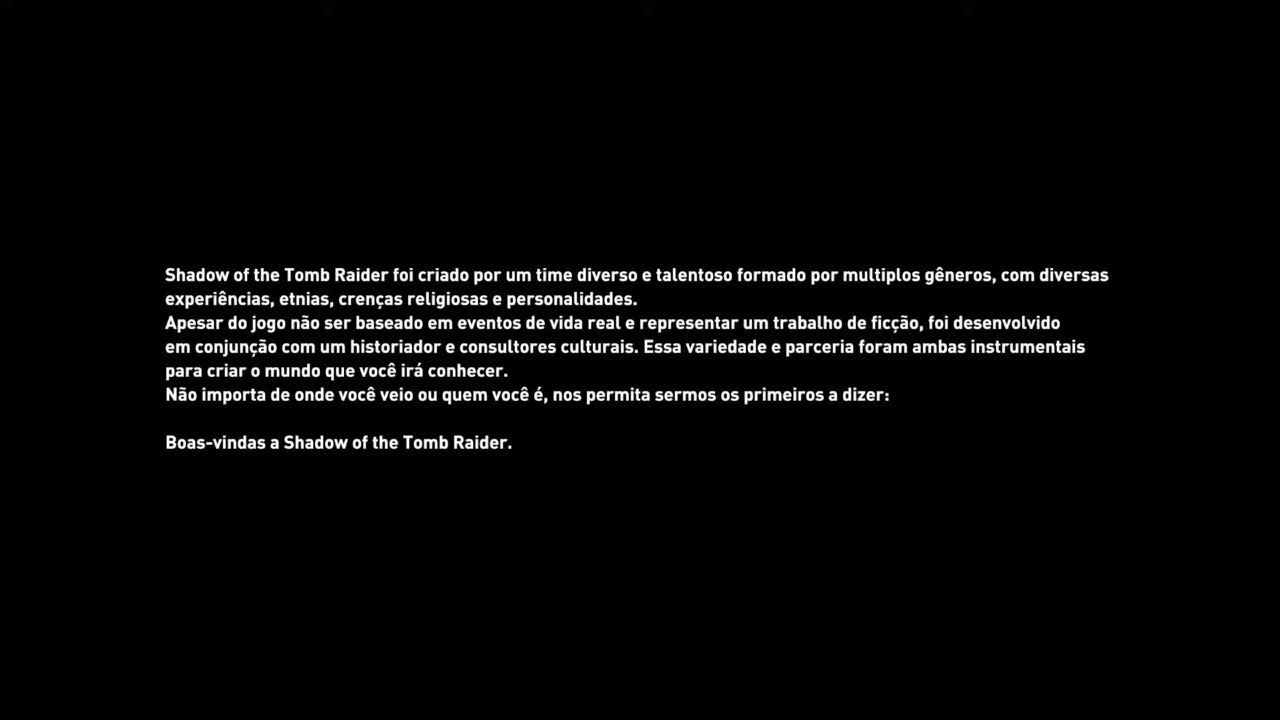 Shadow of the Tomb Raider foi criado por um time diverso e talentoso formado por multiplos gêneros, com diversas
experiências, etnias, crenças religiosas e personalidades.
Apesar do jogo não ser baseado em eventos de vida real e representar um trabalho de ficção, foi desenvolvido
em conjunção com um historiador e consultores culturais. Essa variedade e parceria foram ambas instrumentais
para criar o mundo que você irá conhecer.
Não importa de onde você veio ou quem você é, nos permita sermos os primeiros a dizer:
Boas-vindas a Shadow of the Tomb Raider.